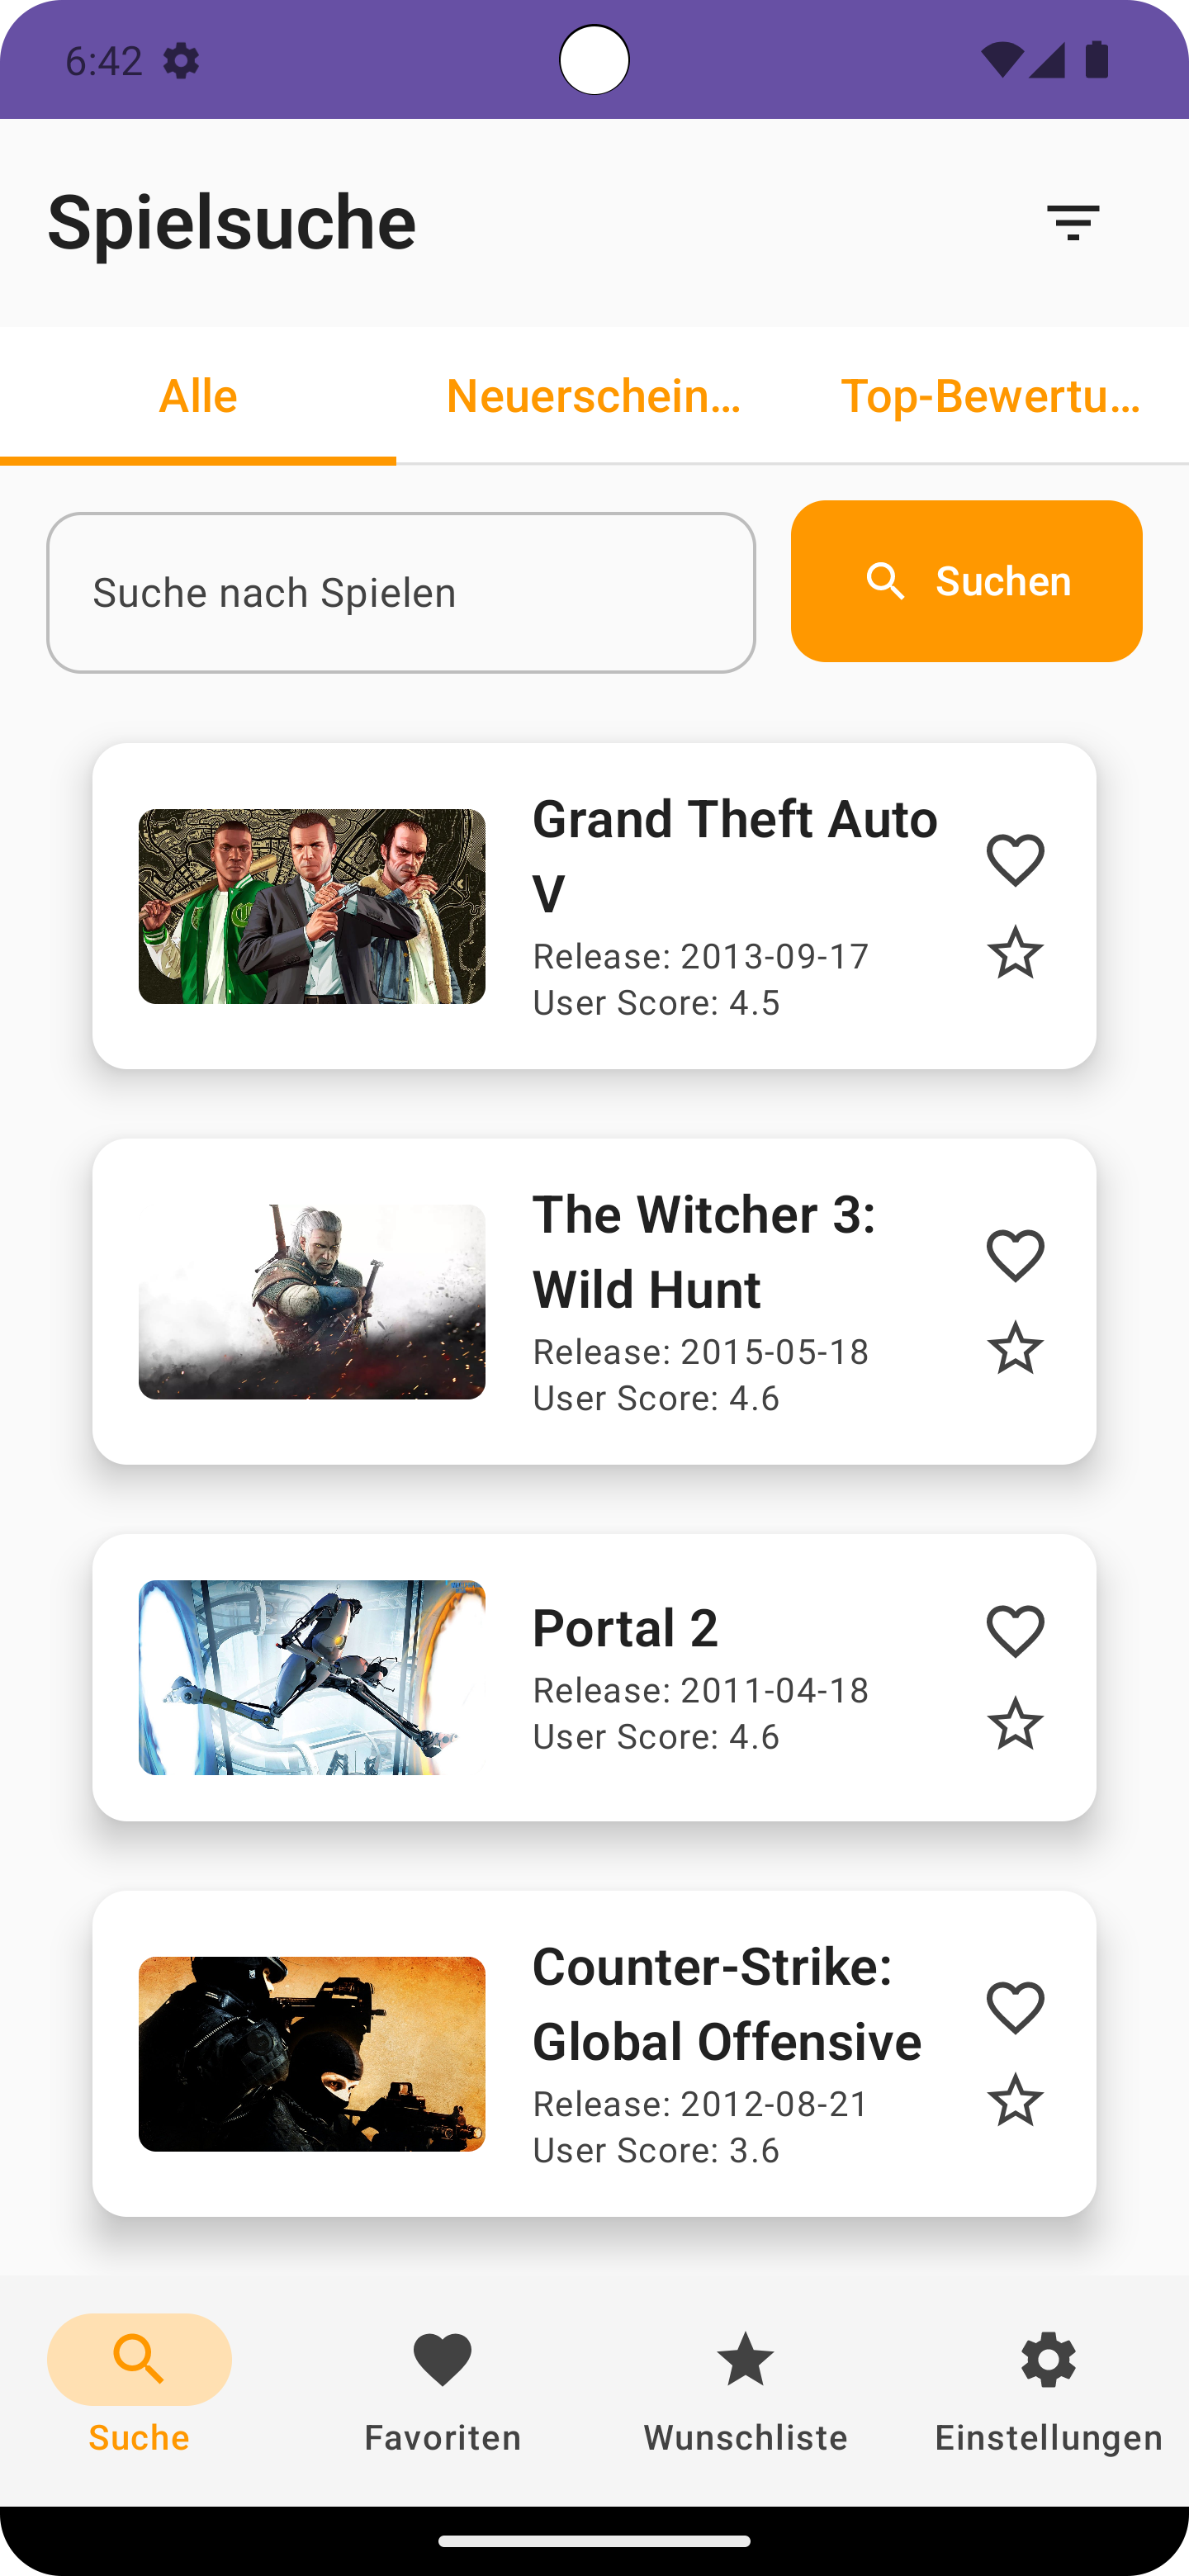 6:42
Spielsuche
Alle
Neuerschein…
Top-Bewertu…
Suche nach Spielen
Suchen
Grand Theft Auto
V
Release: 2013-09-17
User Score: 4.5
The Witcher 3:
Wild Hunt
Release: 2015-05-18
User Score: 4.6
Portal 2
Release: 2011-04-18
User Score: 4.6
Counter-Strike:
Global Offensive
Release: 2012-08-21
User Score: 3.6
Suche
Favoriten
Wunschliste
Einstellungen